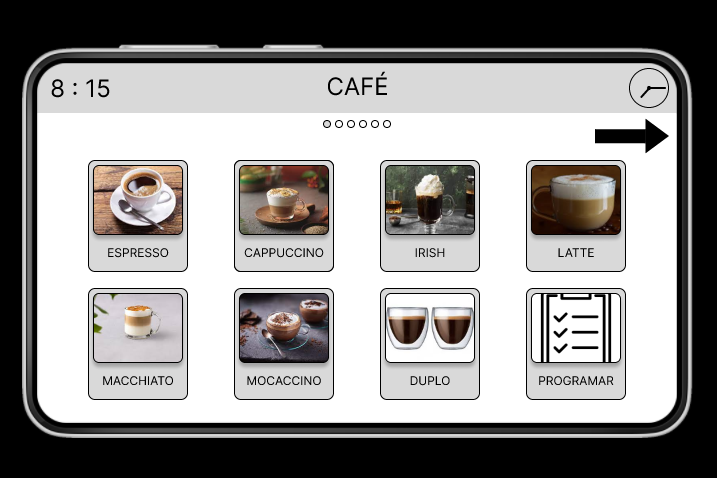 8 : 15
CAFÉ
ESPRESSO
CAPPUCCINO
IRISH
LATTE
MACCHIATO
MOCACCINO
DUPLO
PROGRAMAR